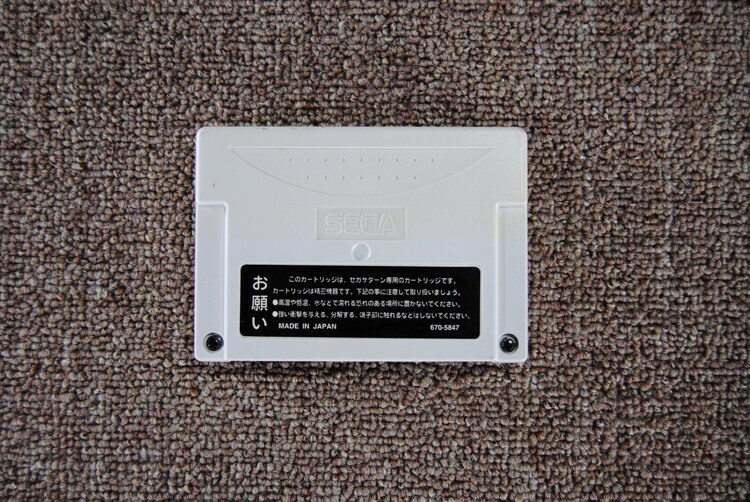 SEGA
お願い
このカートリッジは、セガサターン専用のカートリッジです。
カートリッジは精密機器です。下記の事に注意して取り扱いましょう。
●高温や低温、水などで濡れる恐れのある場所に置かないでください。
●強い衝撃を与える、分解する、端子部に触れるなどはしないでください。
MADE IN JAPAN 670-5847